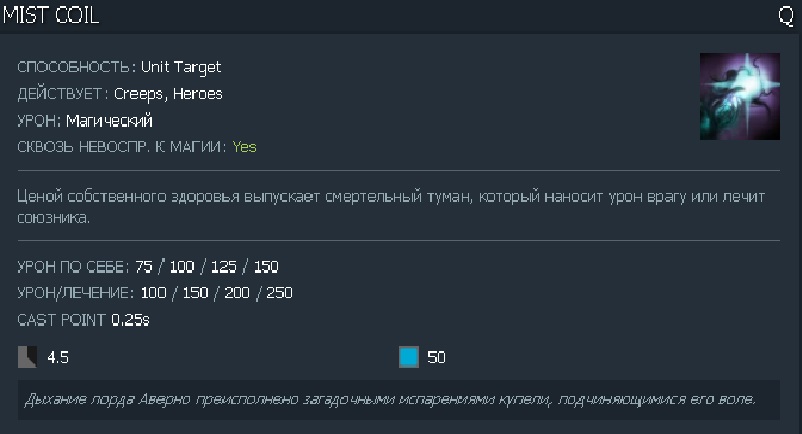 MIST COIL Q
СПОСОБНОСТЬ: Unit Target
ДЕЙСТВУЕТ: Creeps, Heroes
УРОН: Магический
СКВОЗЬ НЕВОСПР. К МАГИИ: Yes
Ценой собственного здоровья выпускает смертельный туман, который наносит урон врагу или лечит
союзника.
УРОН ПО СЕБЕ: 75 / 100 / 125 / 150
УРОН/ЛЕЧЕНИЕ: 100 / 150 / 200 / 250
CAST POINT 0.25s
4.5 50
Дыхание лорда Аверно преисполнено загадочными испарениями купели, подчиняющимися его воле.